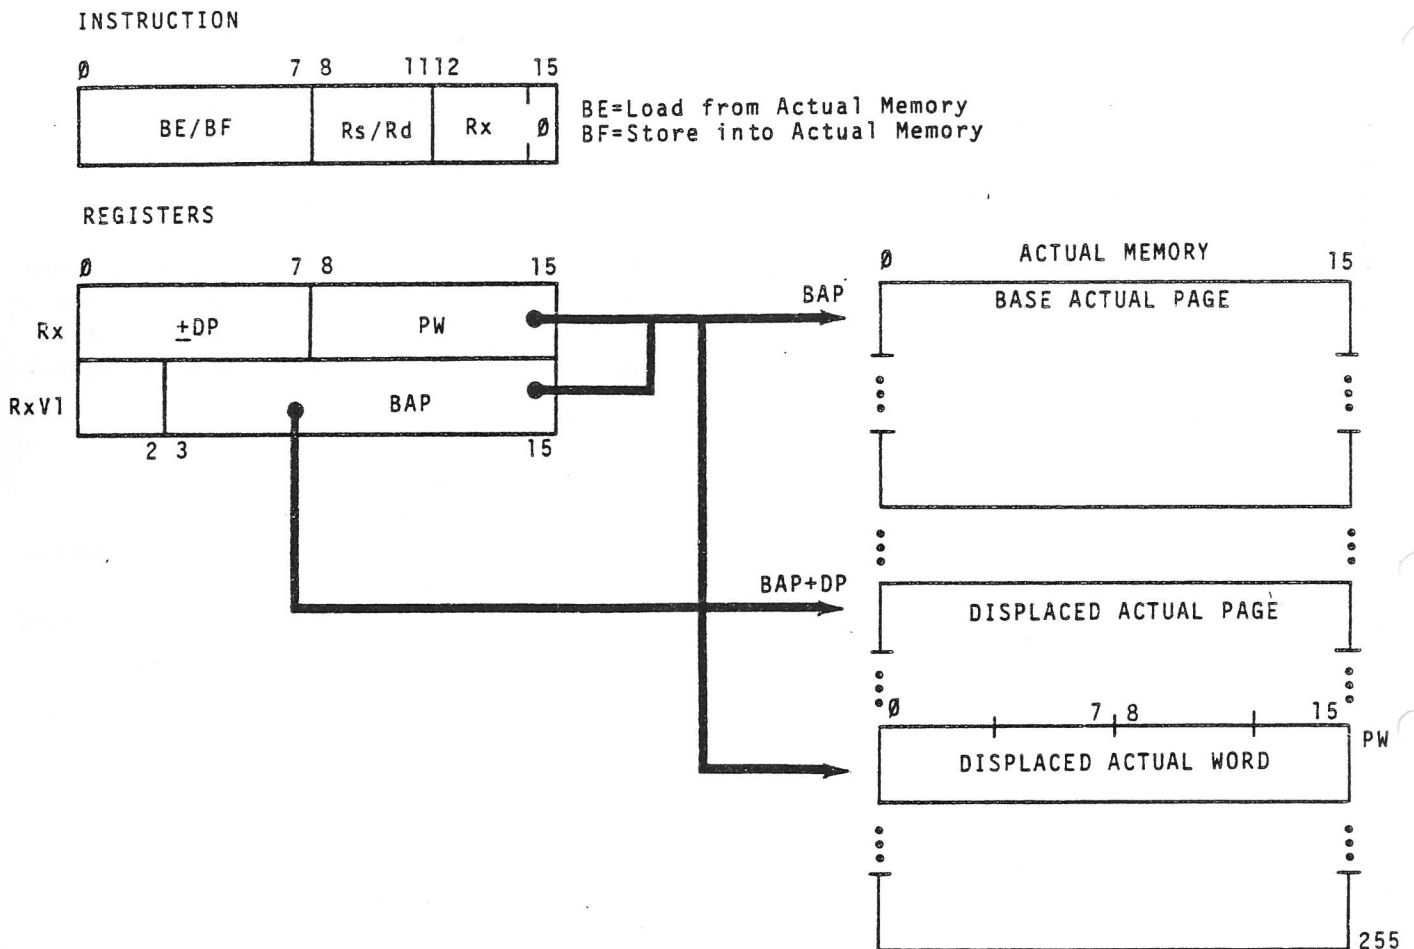 INSTRUCTION
Ø 7 8 11 12 15
BE/BF Rs/Rd Rx Ø
BE=Load from Actual Memory
BF=Store into Actual Memory
REGISTERS
Ø 7 8 15
Rx ±DP PW
RxV1 BAP
2 3 15
ACTUAL MEMORY
Ø 15
BAP
BASE ACTUAL PAGE
BAP+DP
DISPLACED ACTUAL PAGE
Ø 7 8 15
PW
DISPLACED ACTUAL WORD
255